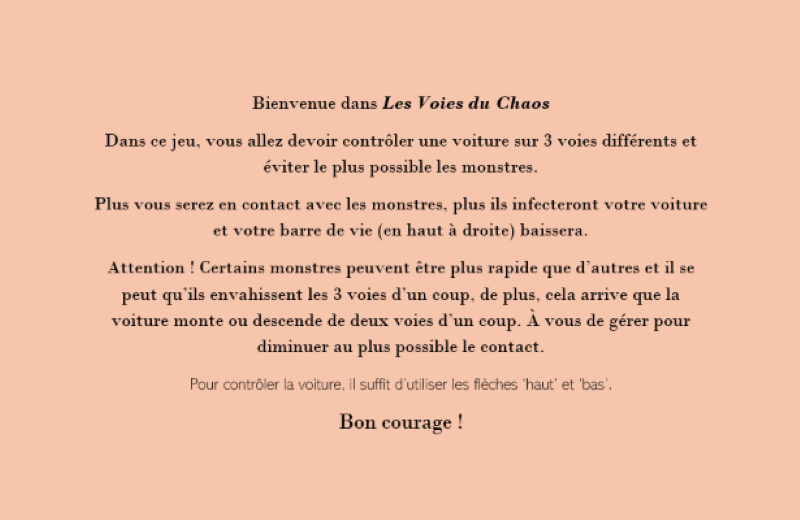 Bienvenue dans Les Voies du Chaos
Dans ce jeu, vous allez devoir contrôler une voiture sur 3 voies différents et
éviter le plus possible les monstres.
Plus vous serez en contact avec les monstres, plus ils infecteront votre voiture
et votre barre de vie (en haut à droite) baissera.
Attention ! Certains monstres peuvent être plus rapide que d'autres et il se
peut qu'ils envahissent les 3 voies d'un coup, de plus, cela arrive que la
voiture monte ou descende de deux voies d'un coup. À vous de gérer pour
diminuer au plus possible le contact.
Pour contrôler la voiture, il suffit d'utiliser les flèches 'haut' et 'bas'.
Bon courage !